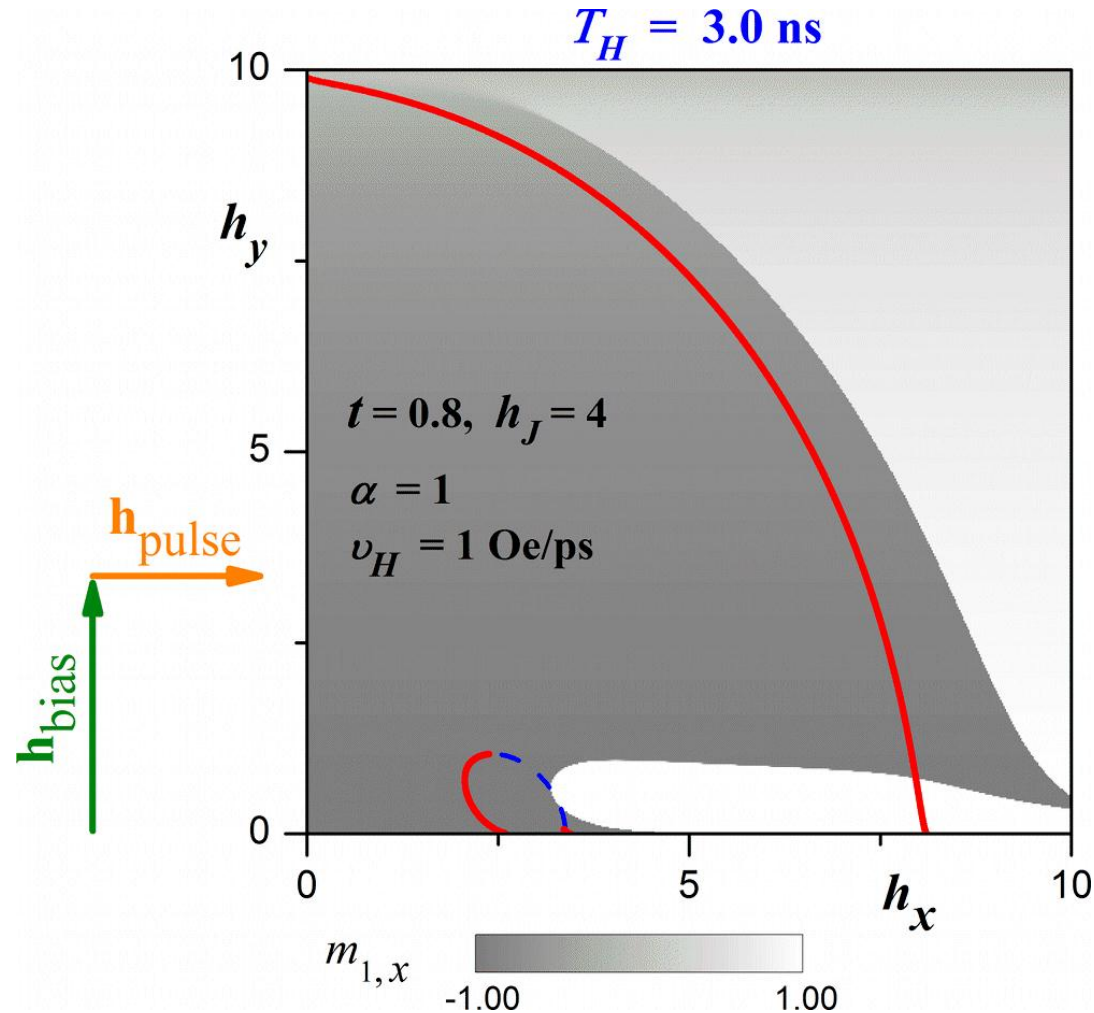 T_H = 3.0 ns
10
h_y
t = 0.8, h_J = 4
5
α = 1
h_pulse
υ_H = 1 Oe/ps
h_bias
0
0
5
10
h_x
m_1, x
-1.00
1.00